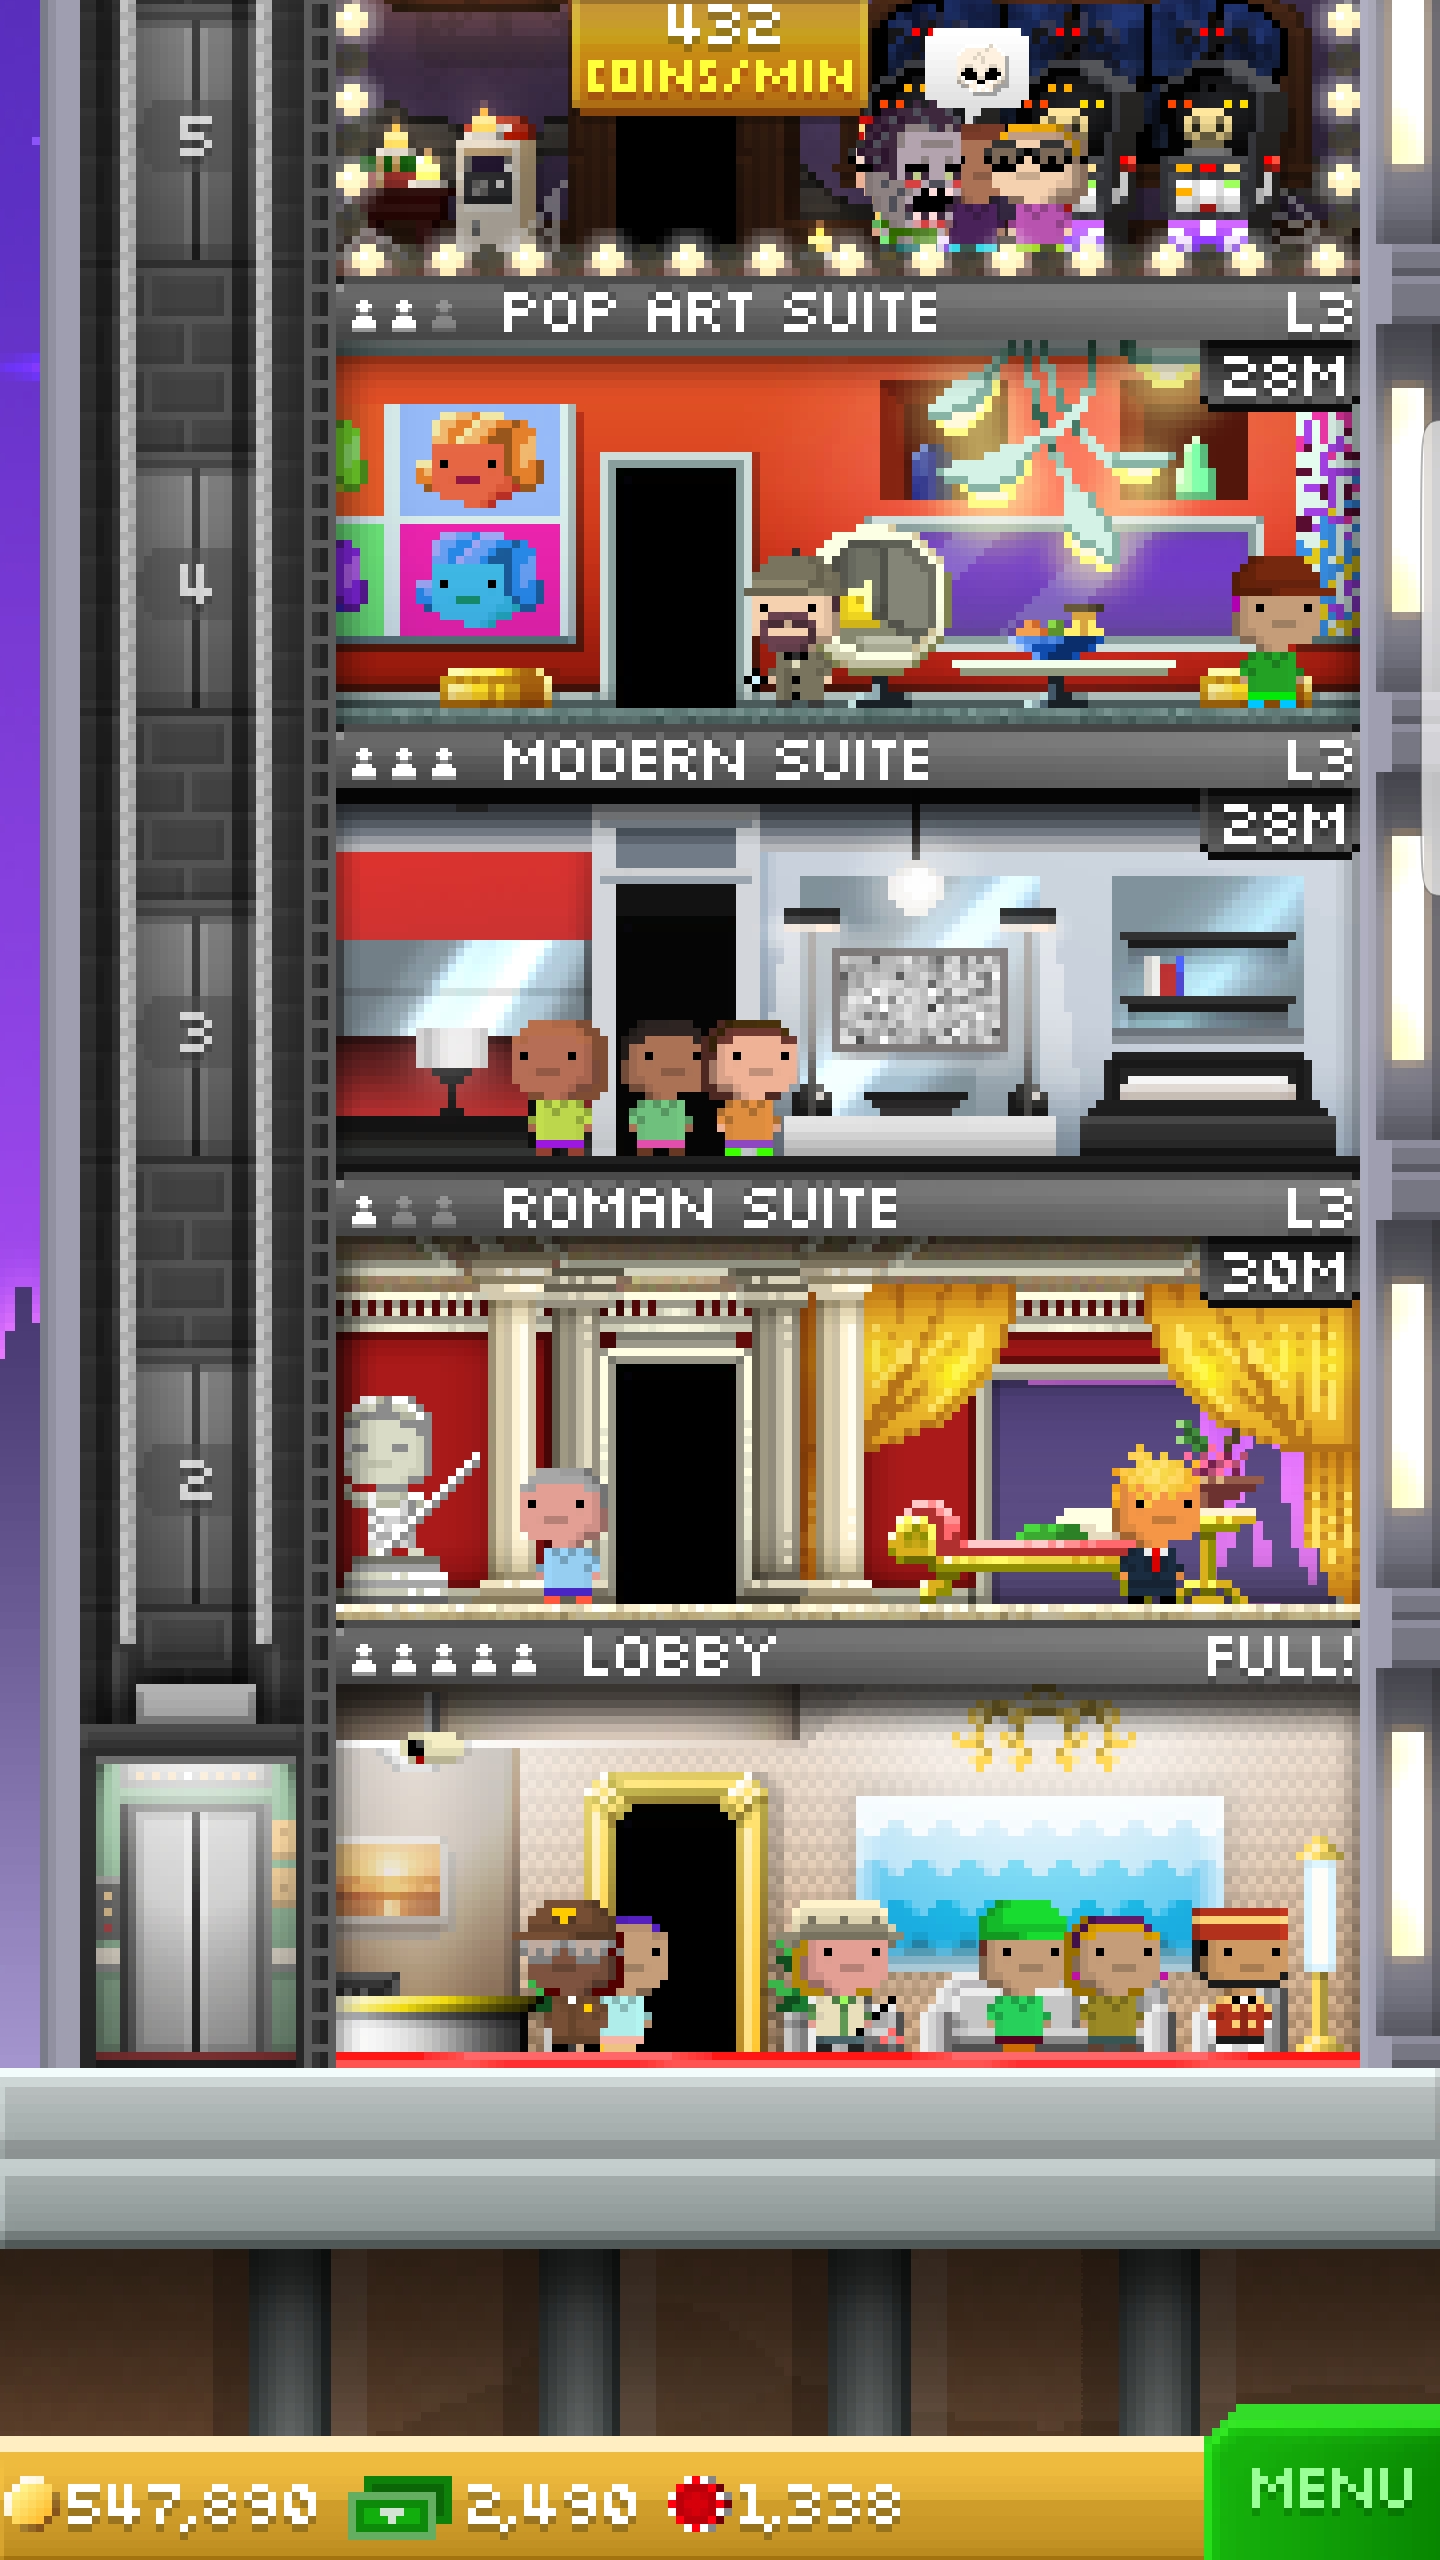 432
COINS/MIN
5
POP ART SUITE L3
28M
4
MODERN SUITE L3
28M
3
ROMAN SUITE L3
30M
2
LOBBY FULL!
547,890 2,490 1,338 MENU